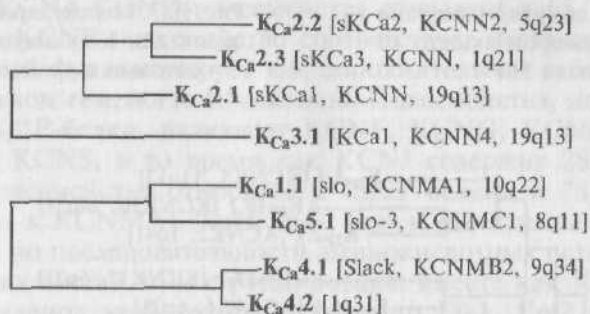 KCa2.2 [sKCa2, KCNN2, 5q23]
KCa2.3 [sKCa3, KCNN, 1q21]
KCa2.1 [sKCa1, KCNN, 19q13]
KCa3.1 [KCa1, KCNN4, 19q13]
KCa1.1 [slo, KCNMA1, 10q22]
KCa5.1 [slo-3, KCNMC1, 8q11]
KCa4.1 [Slack, KCNMB2, 9q34]
KCa4.2 [1q31]